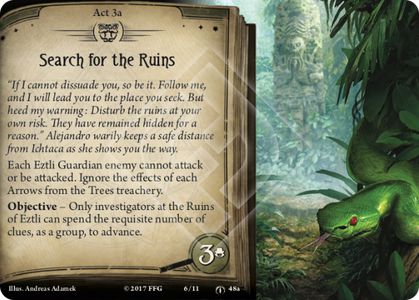 Act 3a
Search for the Ruins
“If I cannot dissuade you, so be it. Follow me,
and I will lead you to the place you seek. But
heed my warning: Disturb the ruins at your
own risk. They have remained hidden for a
reason.” Alejandro warily keeps a safe distance
from Ichtaca as she shows you the way.
Each Eztli Guardian enemy cannot attack
or be attacked. Ignore the effects of each
Arrows from the Trees treachery.
Objective – Only investigators at the Ruins
of Eztli can spend the requisite number of
clues, as a group, to advance.
3
Illus. Andreas Adamek
© 2017 FFG
6/11
48a